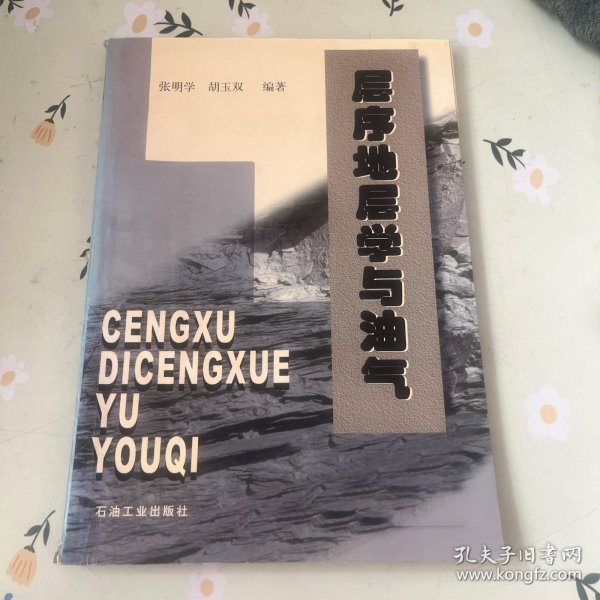 张明学 胡玉双 编著
层序地层学与油气
CENGXU
DICENGXUE
YU
YOUQI
石油工业出版社
孔夫子旧书网
www.kongfz.com